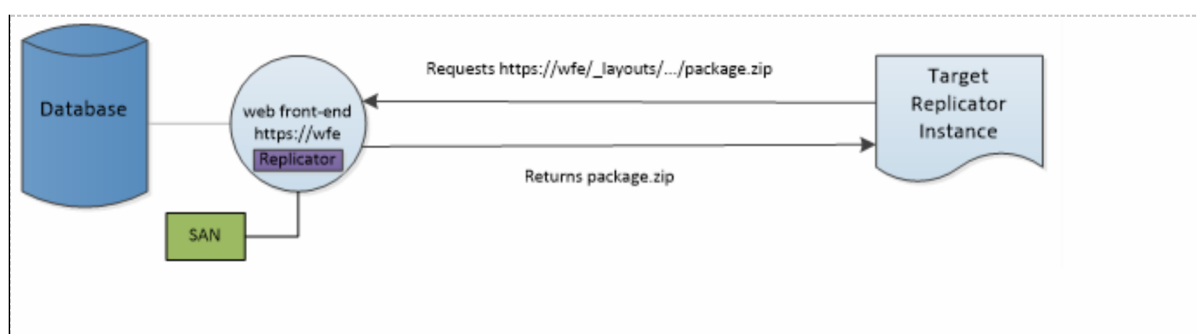 Database
web front-end
https://wfe
Replicator
SAN
Requests https://wfe/_layouts/.../package.zip
Returns package.zip
Target
Replicator
Instance